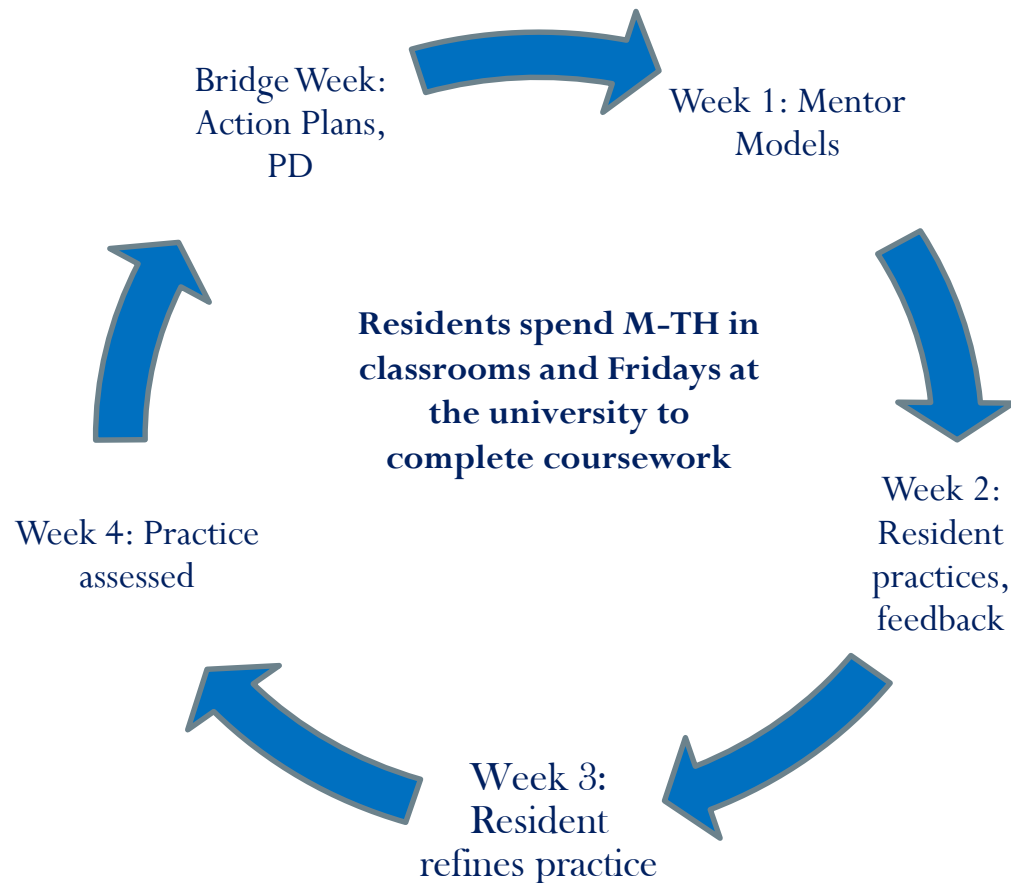 Bridge Week:
Action Plans,
PD
Week 1: Mentor
Models
Residents spend M-TH in
classrooms and Fridays at
the university to
complete coursework
Week 2:
Resident
practices,
feedback
Week 4: Practice
assessed
Week 3:
Resident
refines practice